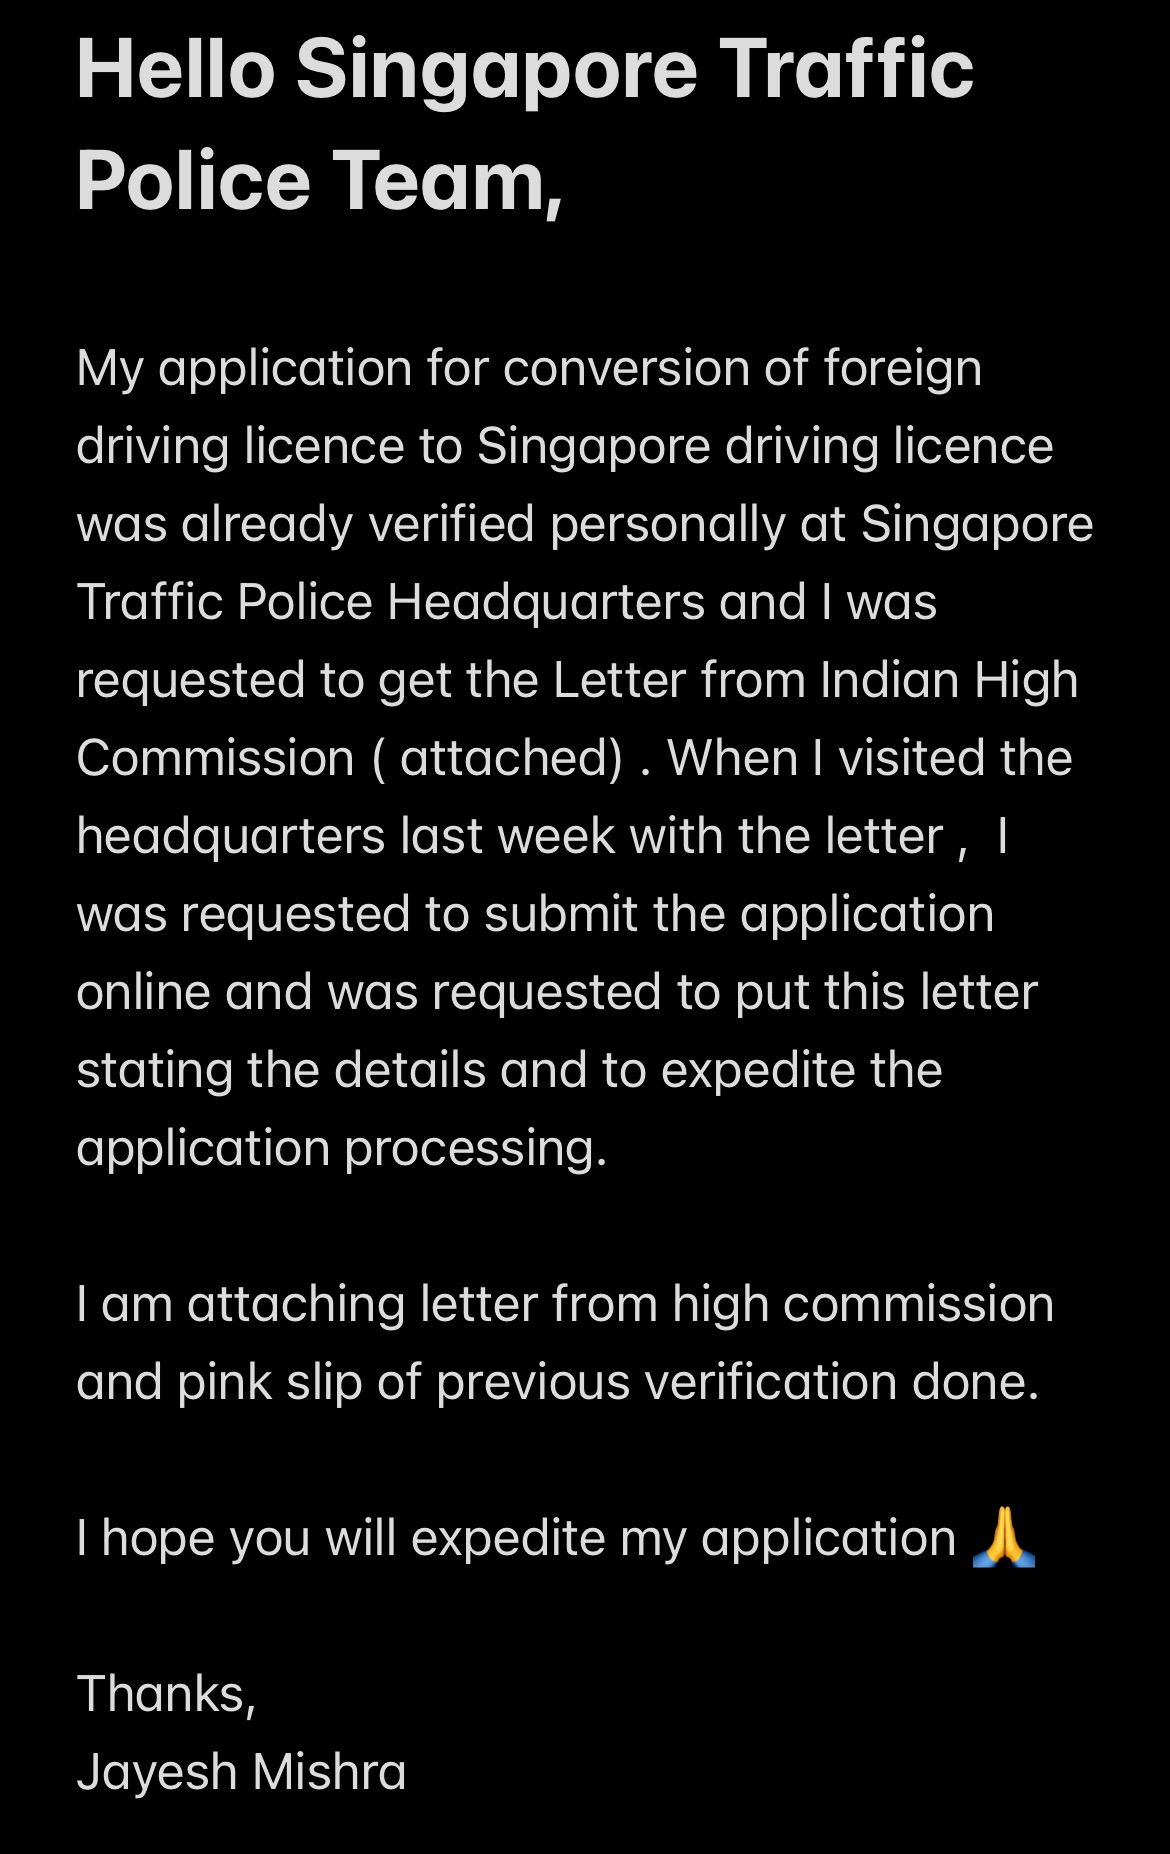 Hello Singapore Traffic
Police Team,
My application for conversion of foreign
driving licence to Singapore driving licence
was already verified personally at Singapore
Traffic Police Headquarters and I was
requested to get the Letter from Indian High
Commission ( attached) . When I visited the
headquarters last week with the letter ,  I
was requested to submit the application
online and was requested to put this letter
stating the details and to expedite the
application processing.
I am attaching letter from high commission
and pink slip of previous verification done.
I hope you will expedite my application 🙏
Thanks,
Jayesh Mishra